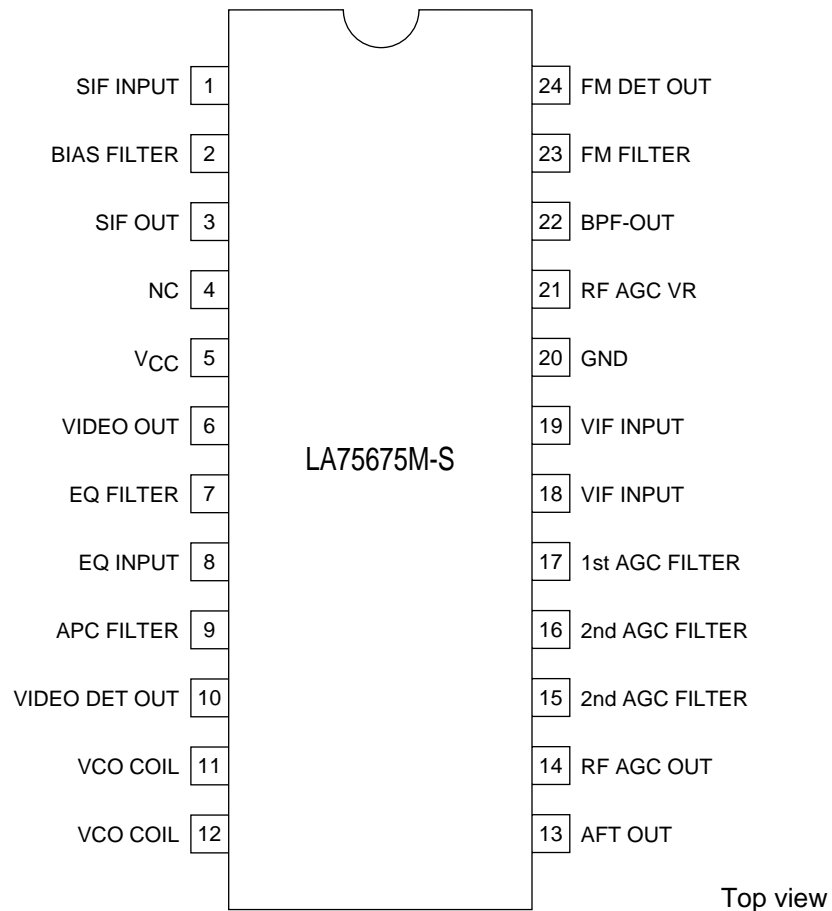 SIF INPUT 1
BIAS FILTER 2
SIF OUT 3
NC 4
VCC 5
VIDEO OUT 6
EQ FILTER 7
EQ INPUT 8
APC FILTER 9
VIDEO DET OUT 10
VCO COIL 11
VCO COIL 12
LA75675M-S
24 FM DET OUT
23 FM FILTER
22 BPF-OUT
21 RF AGC VR
20 GND
19 VIF INPUT
18 VIF INPUT
17 1st AGC FILTER
16 2nd AGC FILTER
15 2nd AGC FILTER
14 RF AGC OUT
13 AFT OUT
Top view